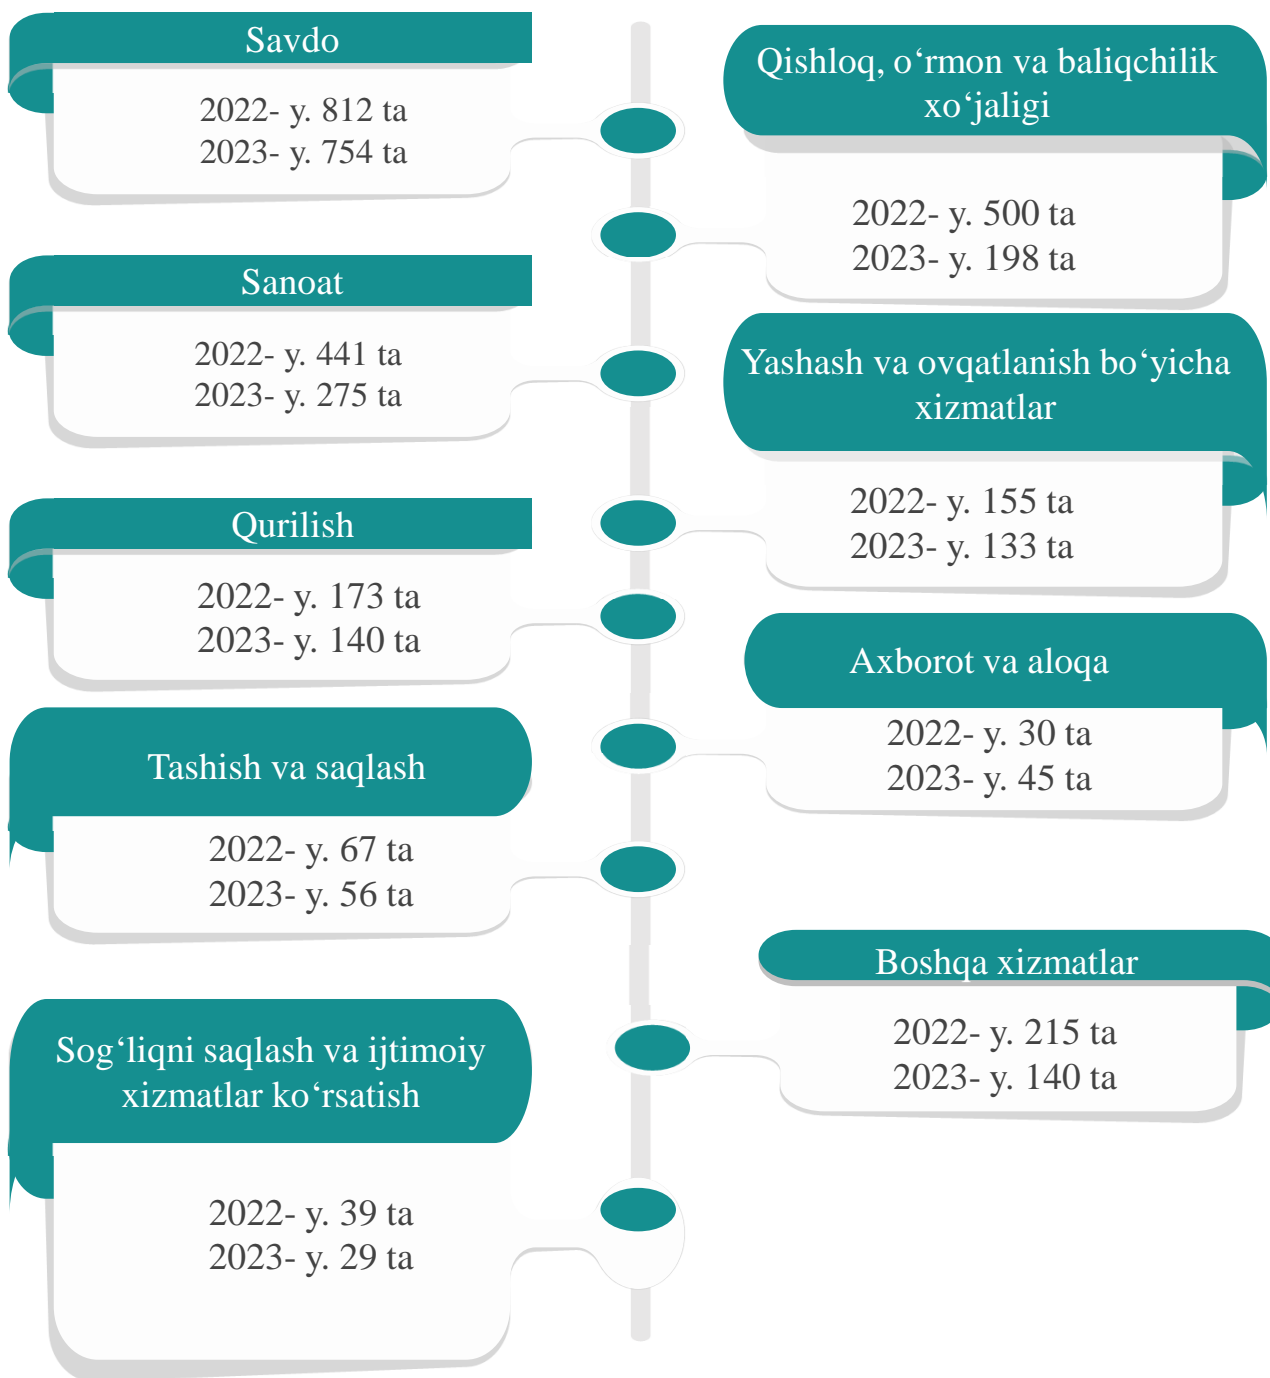 Savdo
2022- y. 812 ta
2023- y. 754 ta
Qishloq, o‘rmon va baliqchilik
xo‘jaligi
2022- y. 500 ta
2023- y. 198 ta
Sanoat
2022- y. 441 ta
2023- y. 275 ta
Yashash va ovqatlanish bo‘yicha
xizmatlar
2022- y. 155 ta
2023- y. 133 ta
Qurilish
2022- y. 173 ta
2023- y. 140 ta
Axborot va aloqa
2022- y. 30 ta
2023- y. 45 ta
Tashish va saqlash
2022- y. 67 ta
2023- y. 56 ta
Boshqa xizmatlar
2022- y. 215 ta
2023- y. 140 ta
Sog‘liqni saqlash va ijtimoiy
xizmatlar ko‘rsatish
2022- y. 39 ta
2023- y. 29 ta